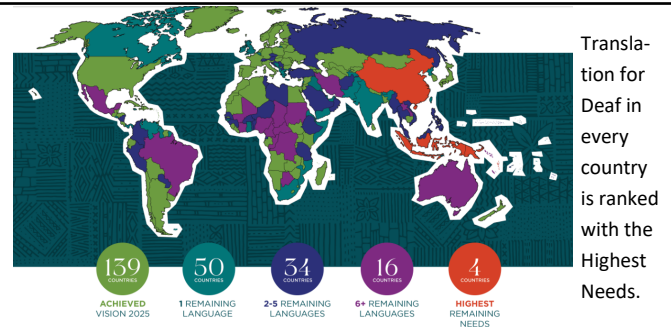 Transla-
tion for
Deaf in
every
country
is ranked
with the
Highest
Needs.
139
COUNTRIES
ACHIEVED
VISION 2025
50
COUNTRIES
1 REMAINING
LANGUAGE
34
COUNTRIES
2-5 REMAINING
LANGUAGES
16
COUNTRIES
6+ REMAINING
LANGUAGES
4
COUNTRIES
HIGHEST
REMAINING
NEEDS